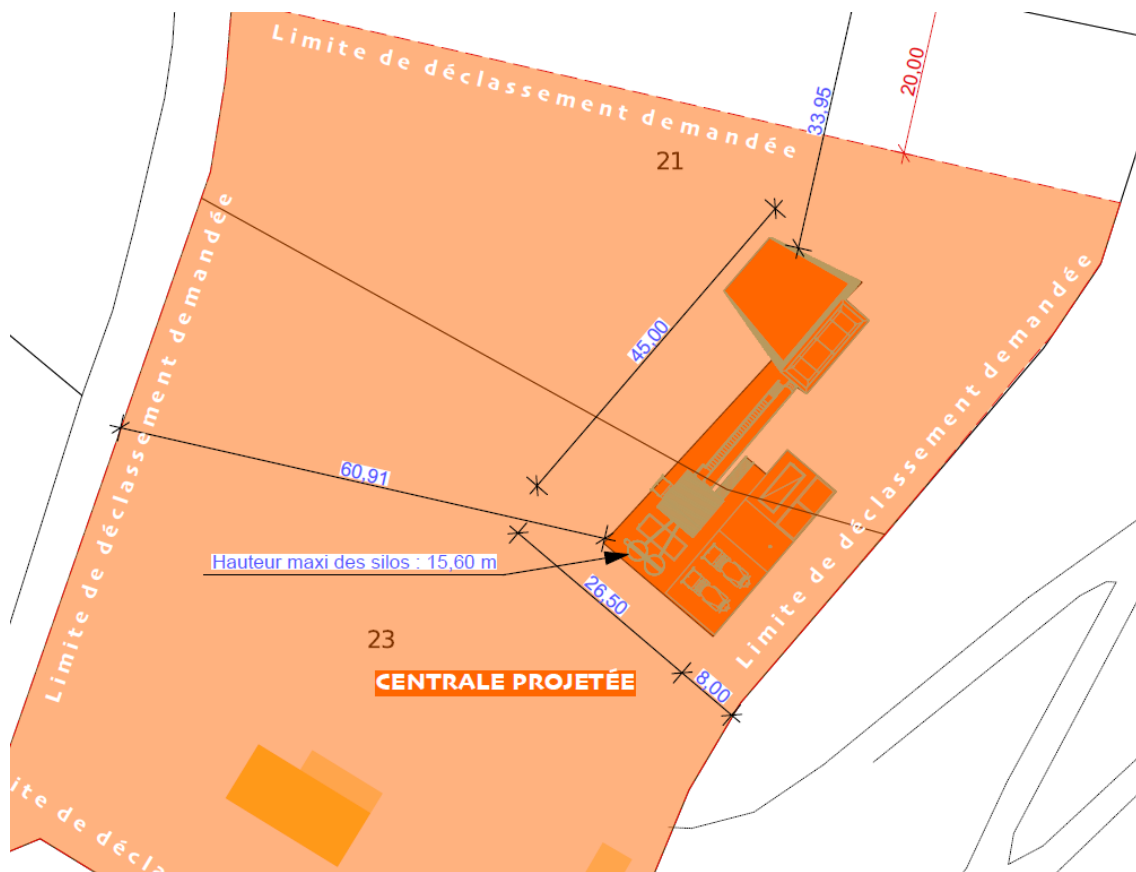 Limite de déclassement demandée
20,00
33,95
21
Limite de déclassement demandée
45,00
Limite de déclassement demandée
60,91
Hauteur maxi des silos : 15,60 m
26,50
23
CENTRALE PROJETÉE
8,00
ite de décla